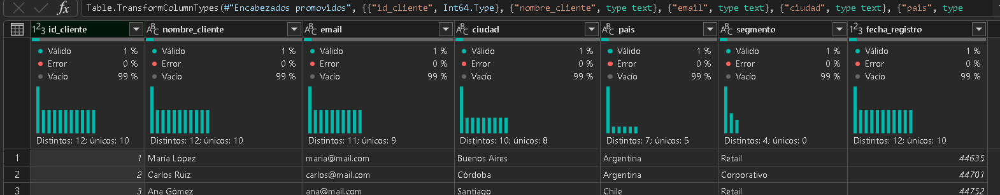 fx Table.TransformColumnTypes(#"Encabezados promovidos", {{"id_cliente", Int64.Type}, {"nombre_cliente", type text}, {"email", type text}, {"ciudad", type text}, {"pais", type
123 id_cliente ABC nombre_cliente ABC email ABC ciudad ABC pais ABC segmento 123 fecha_registro
Válido 1 % Válido 1 % Válido 1 % Válido 1 % Válido 1 % Válido 1 % Válido 1 %
Error 0 % Error 0 % Error 0 % Error 0 % Error 0 % Error 0 % Error 0 %
Vacío 99 % Vacío 99 % Vacío 99 % Vacío 99 % Vacío 99 % Vacío 99 % Vacío 99 %
Distintos: 12; únicos: 10 Distintos: 12; únicos: 10 Distintos: 11; únicos: 9 Distintos: 10; únicos: 8 Distintos: 7; únicos: 5 Distintos: 4; únicos: 0 Distintos: 12; únicos: 10
1 1 María López maria@mail.com Buenos Aires Argentina Retail 44635
2 2 Carlos Ruiz carlos@mail.com Córdoba Argentina Corporativo 44701
3 3 Ana Gómez ana@mail.com Santiago Chile Retail 44752